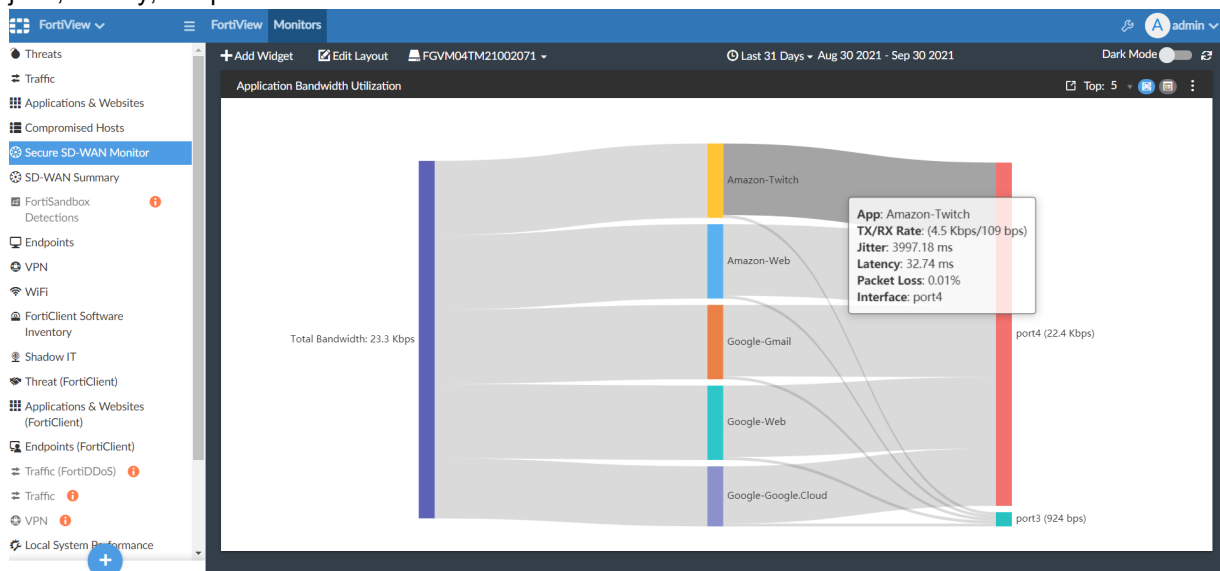 FortiView
FortiView Monitors
admin
Threats
Traffic
Applications & Websites
Compromised Hosts
Secure SD-WAN Monitor
SD-WAN Summary
FortiSandbox
Detections
Endpoints
VPN
WiFi
FortiClient Software
Inventory
Shadow IT
Threat (FortiClient)
Applications & Websites
(FortiClient)
Endpoints (FortiClient)
Traffic (FortiDDoS)
Traffic
VPN
Local System Performance
Add Widget Edit Layout FGVM04TM21002071 Last 31 Days Aug 30 2021 - Sep 30 2021 Dark Mode
Application Bandwidth Utilization Top: 5
Total Bandwidth: 23.3 Kbps
Amazon-Twitch
Amazon-Web
Google-Gmail
Google-Web
Google-Google.Cloud
App: Amazon-Twitch
TX/RX Rate: (4.5 Kbps/109 bps)
Jitter: 3997.18 ms
Latency: 32.74 ms
Packet Loss: 0.01%
Interface: port4
port4 (22.4 Kbps)
port3 (924 bps)